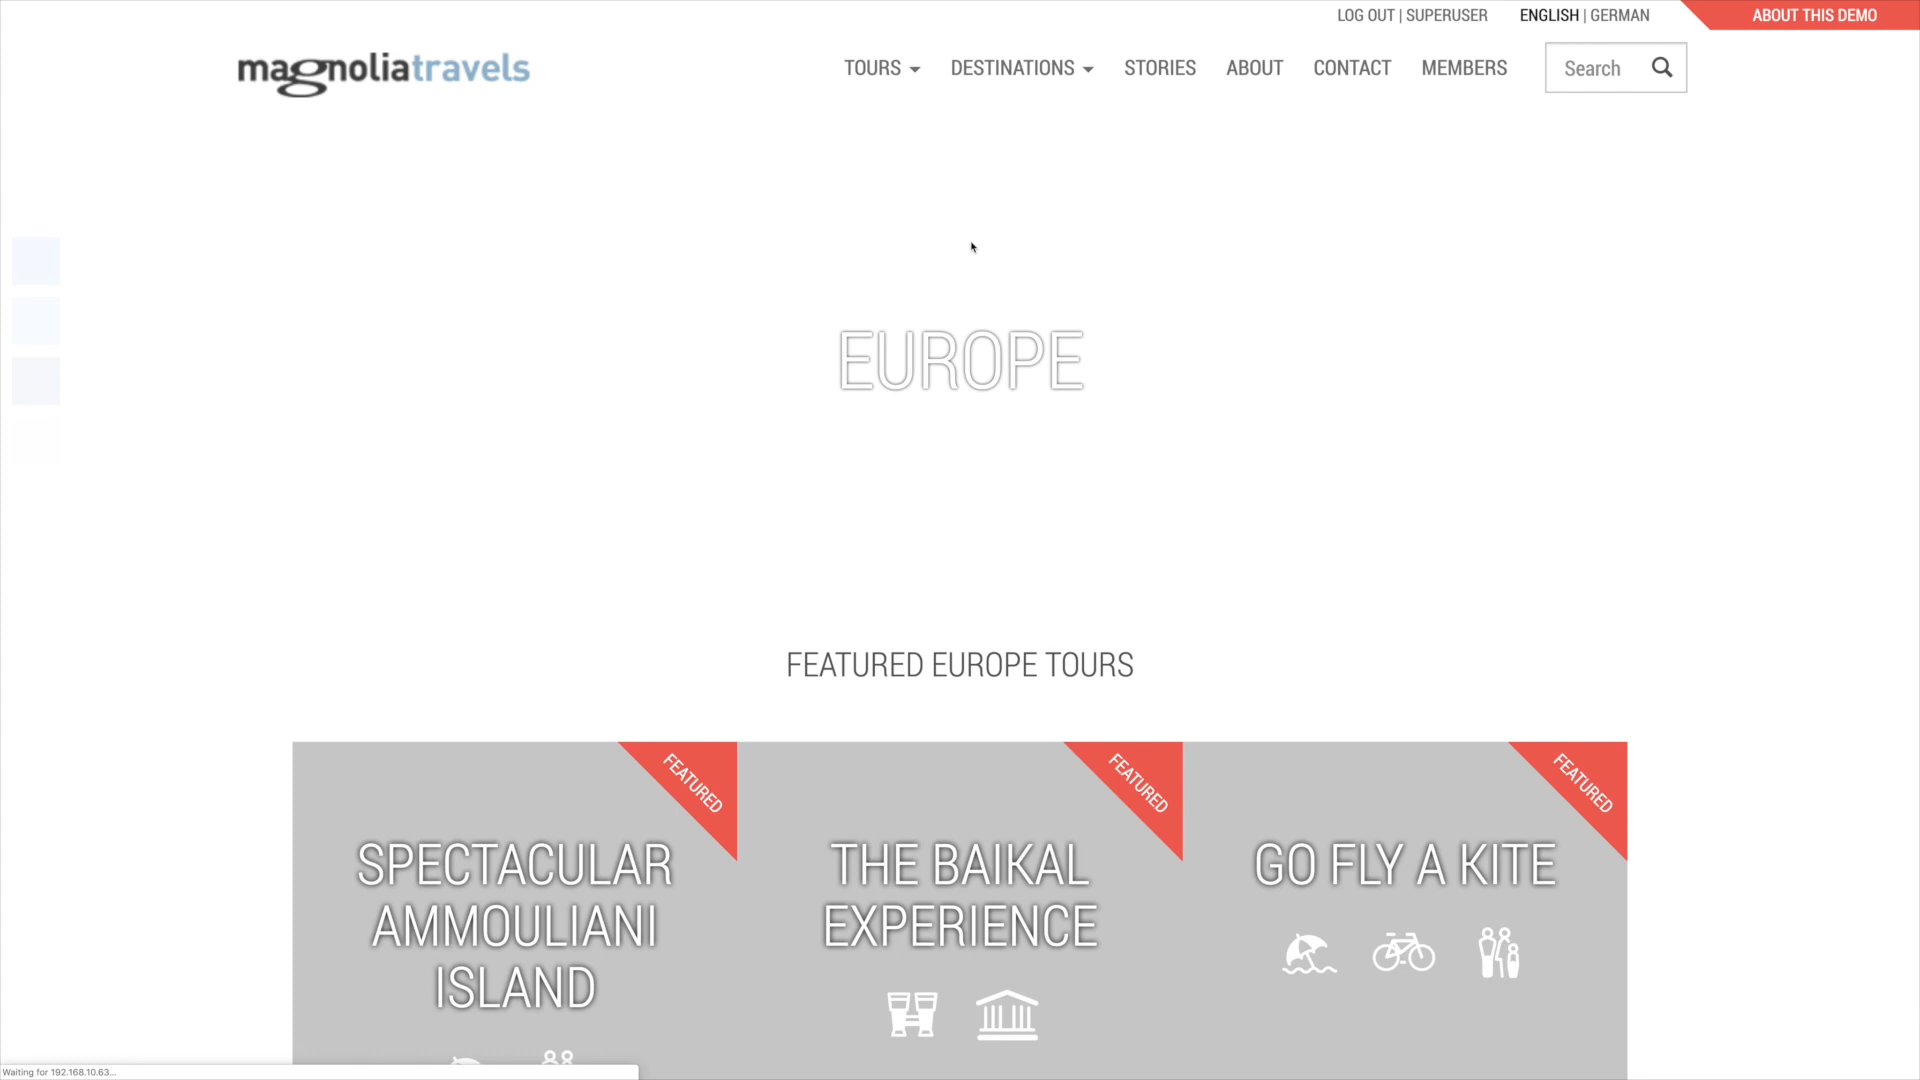 LOG OUT | SUPERUSER
ENGLISH | GERMAN
ABOUT THIS DEMO
magnoliatravels
TOURS
DESTINATIONS
STORIES
ABOUT
CONTACT
MEMBERS
Search
EUROPE
FEATURED EUROPE TOURS
FEATURED
SPECTACULAR
AMMOULIANI
ISLAND
FEATURED
THE BAIKAL
EXPERIENCE
FEATURED
GO FLY A KITE
Waiting for 192.168.10.63...